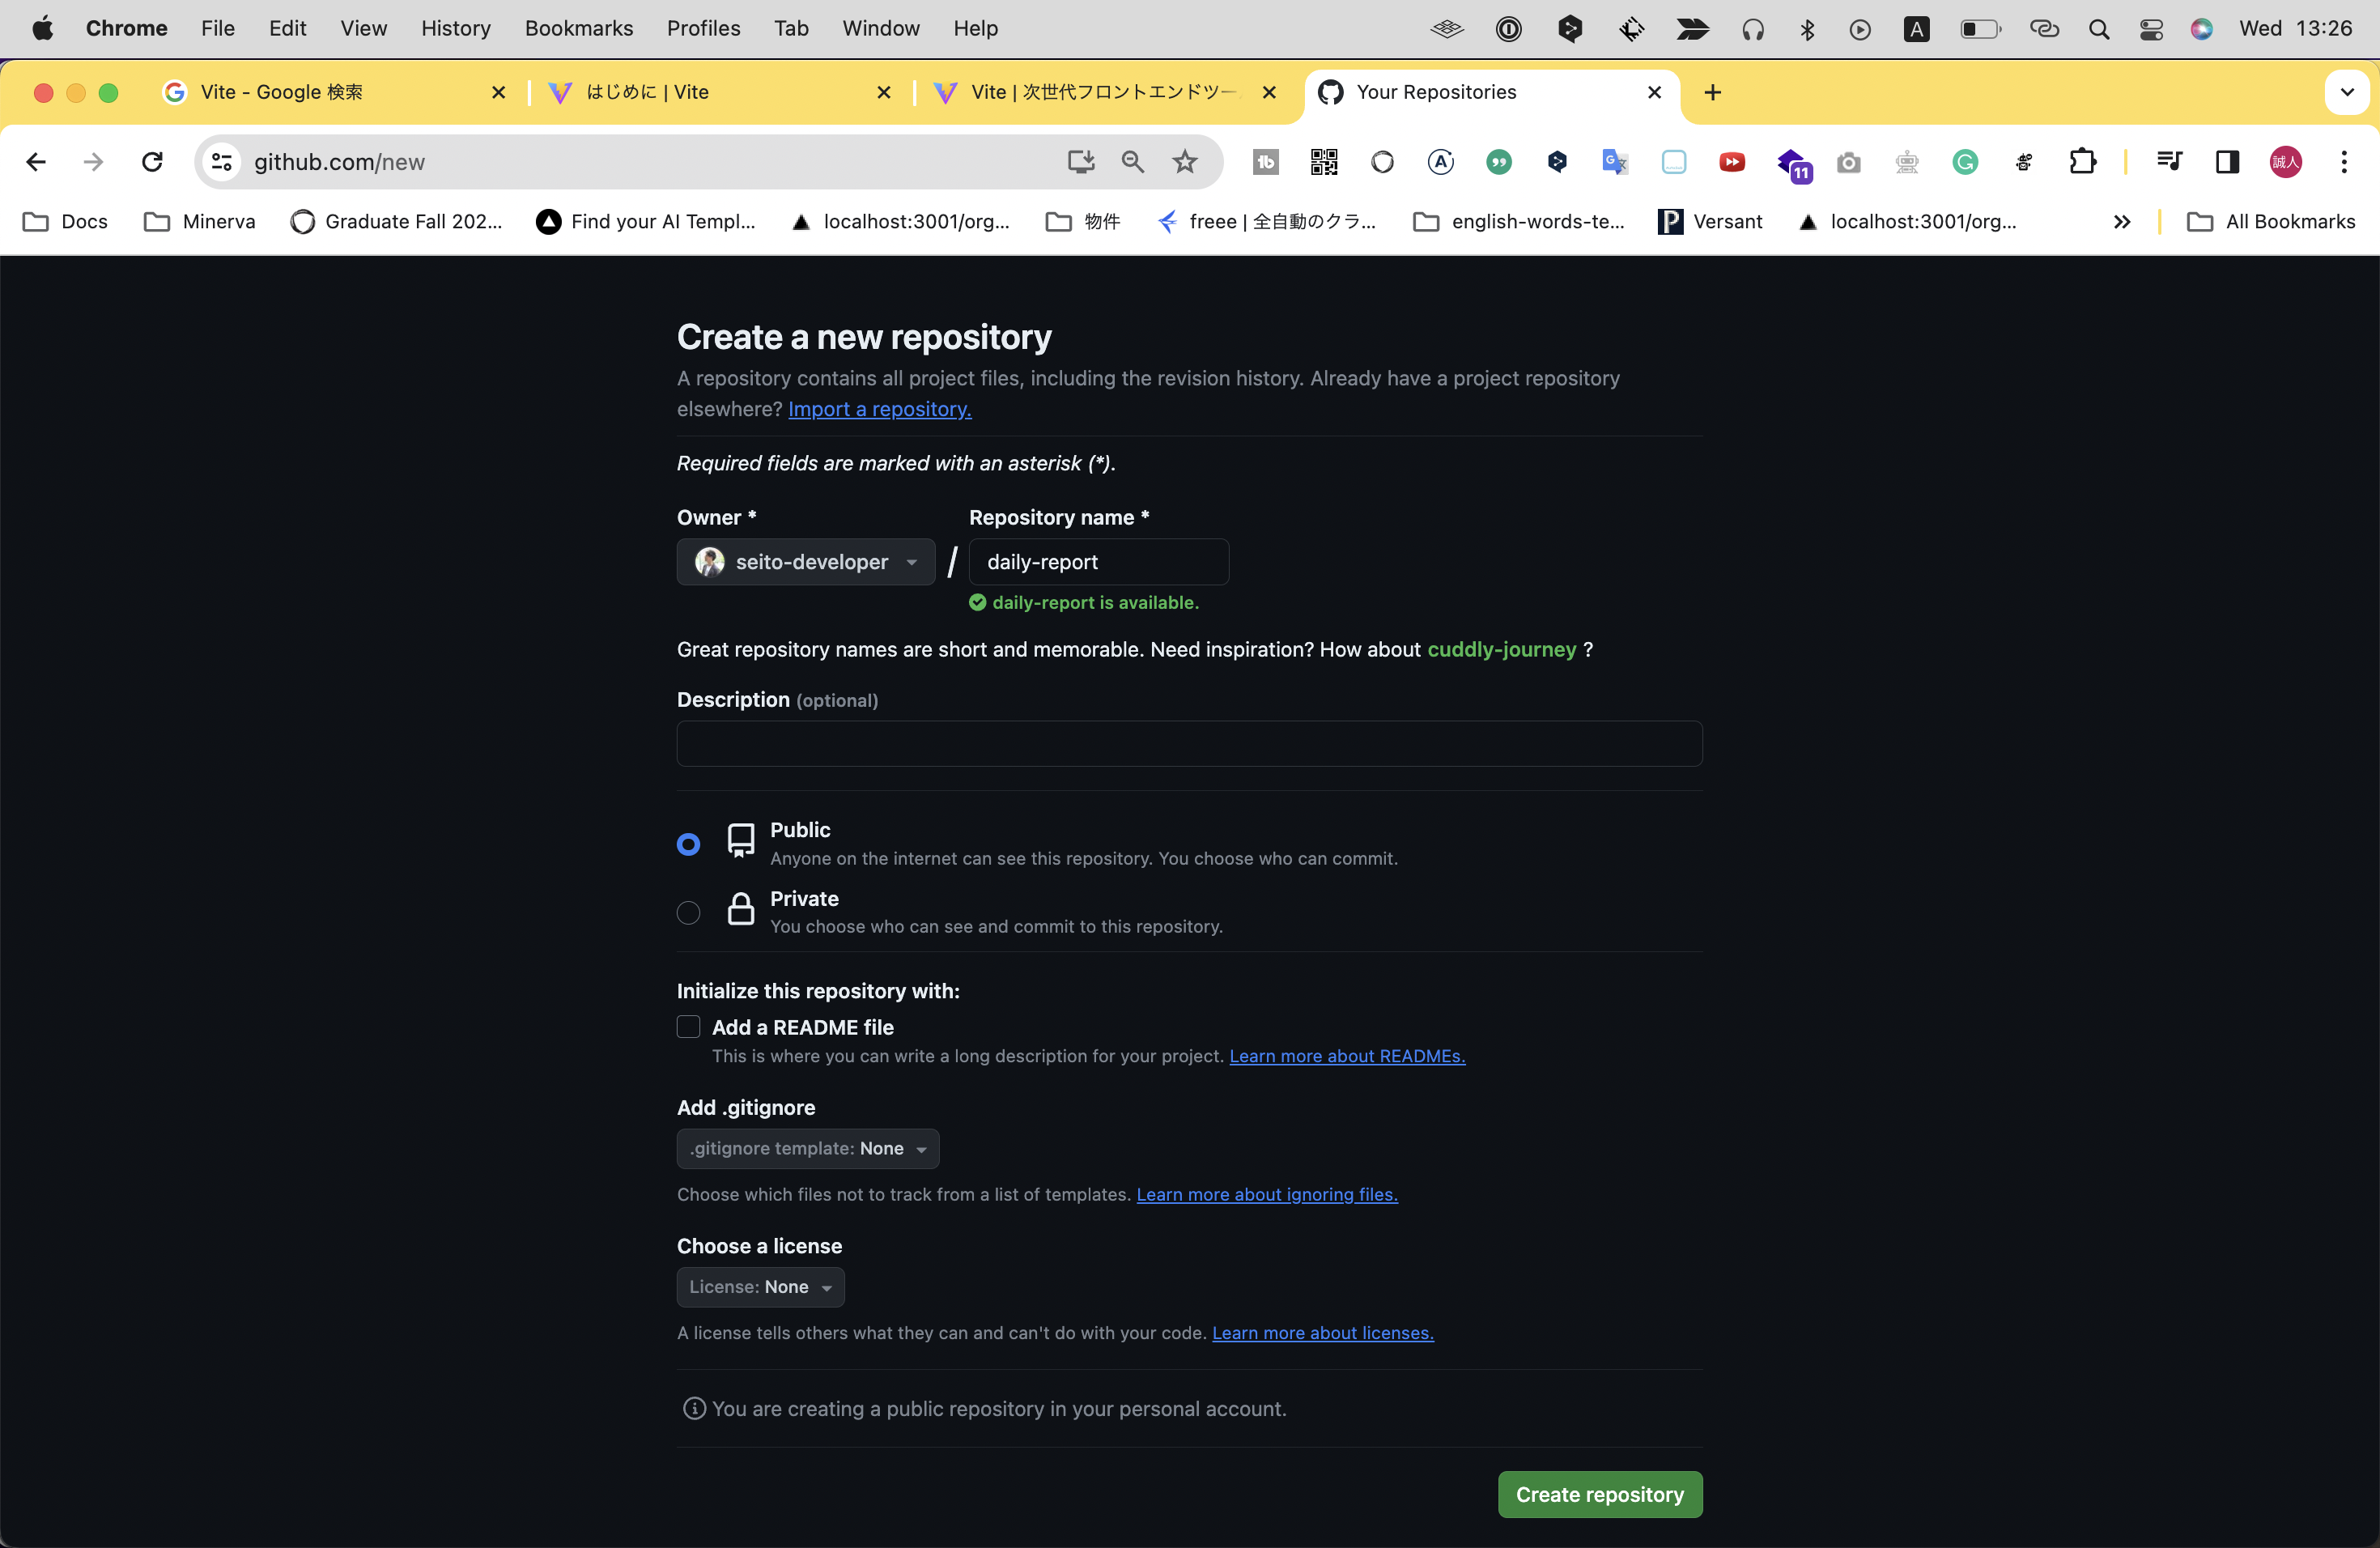 Chrome File Edit View History Bookmarks Profiles Tab Window Help A Wed 13:26
Vite - Google 検索 はじめに | Vite Vite | 次世代フロントエンドツー Your Repositories
github.com/new 11 誠人
Docs Minerva Graduate Fall 202... Find your AI Templ... localhost:3001/org... 物件 freee | 全自動のクラ... english-words-te... Versant localhost:3001/org... All Bookmarks
Create a new repository
A repository contains all project files, including the revision history. Already have a project repository
elsewhere? Import a repository.
Required fields are marked with an asterisk (*).
Owner * Repository name *
seito-developer / daily-report
daily-report is available.
Great repository names are short and memorable. Need inspiration? How about cuddly-journey ?
Description (optional)
Public
Anyone on the internet can see this repository. You choose who can commit.
Private
You choose who can see and commit to this repository.
Initialize this repository with:
Add a README file
This is where you can write a long description for your project. Learn more about READMEs.
Add .gitignore
.gitignore template: None
Choose which files not to track from a list of templates. Learn more about ignoring files.
Choose a license
License: None
A license tells others what they can and can't do with your code. Learn more about licenses.
You are creating a public repository in your personal account.
Create repository